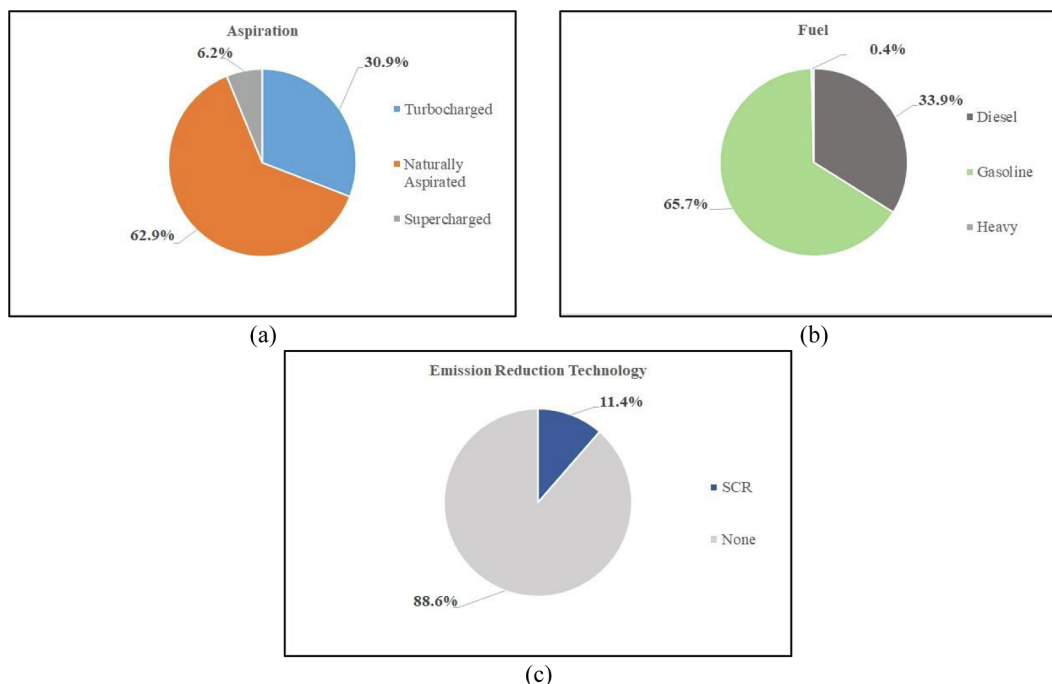 Aspiration
6.2%
30.9%
Turbocharged
Naturally
Aspirated
Supercharged
62.9%
(a)
Fuel
0.4%
33.9%
Diesel
Gasoline
65.7%
Heavy
(b)
Emission Reduction Technology
11.4%
SCR
None
88.6%
(c)